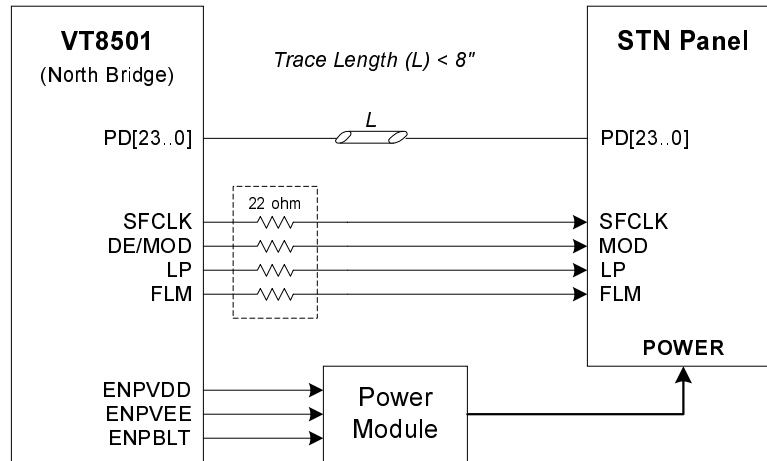 VT8501
(North Bridge)
Trace Length (L) < 8"
STN Panel
PD[23..0]
L
PD[23..0]
22 ohm
SFCLK
SFCLK
DE/MOD
MOD
LP
LP
FLM
FLM
POWER
ENPVDD
ENPVEE
ENPBLT
Power
Module